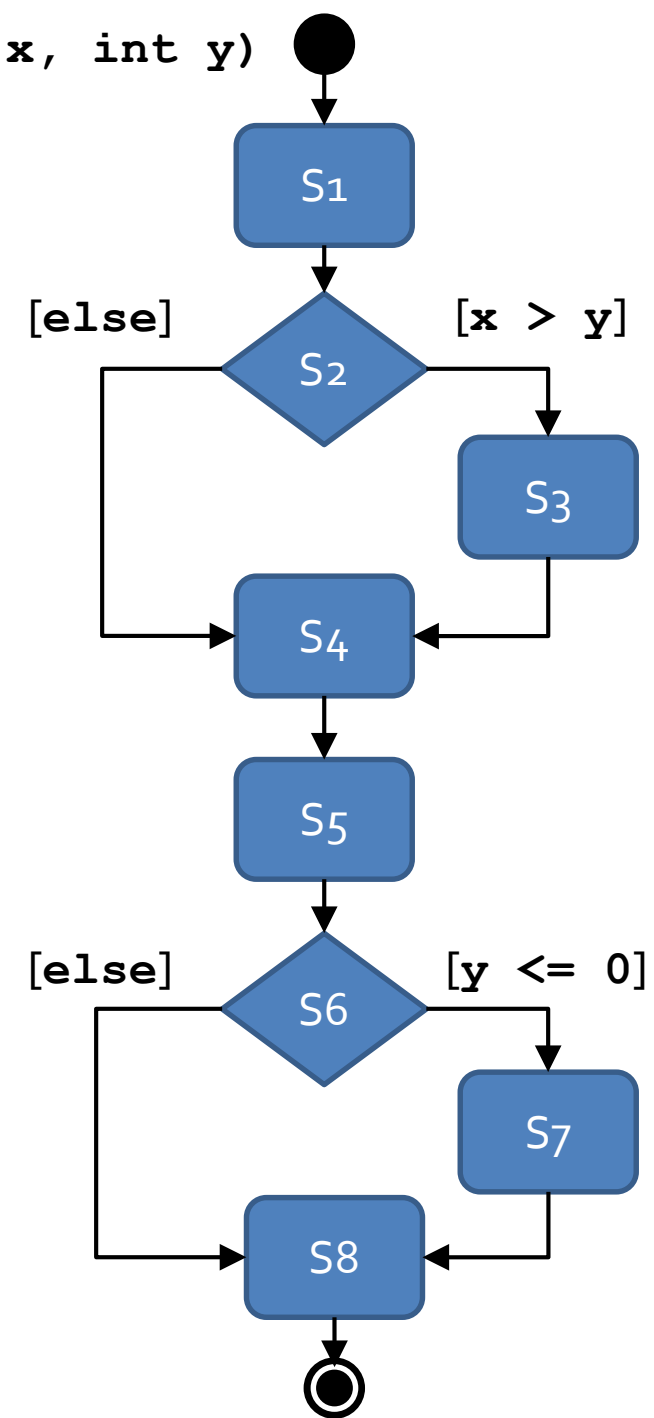 x, int y)
S1
[else] [x > y]
S2
S3
S4
S5
[else] [y <= 0]
S6
S7
S8